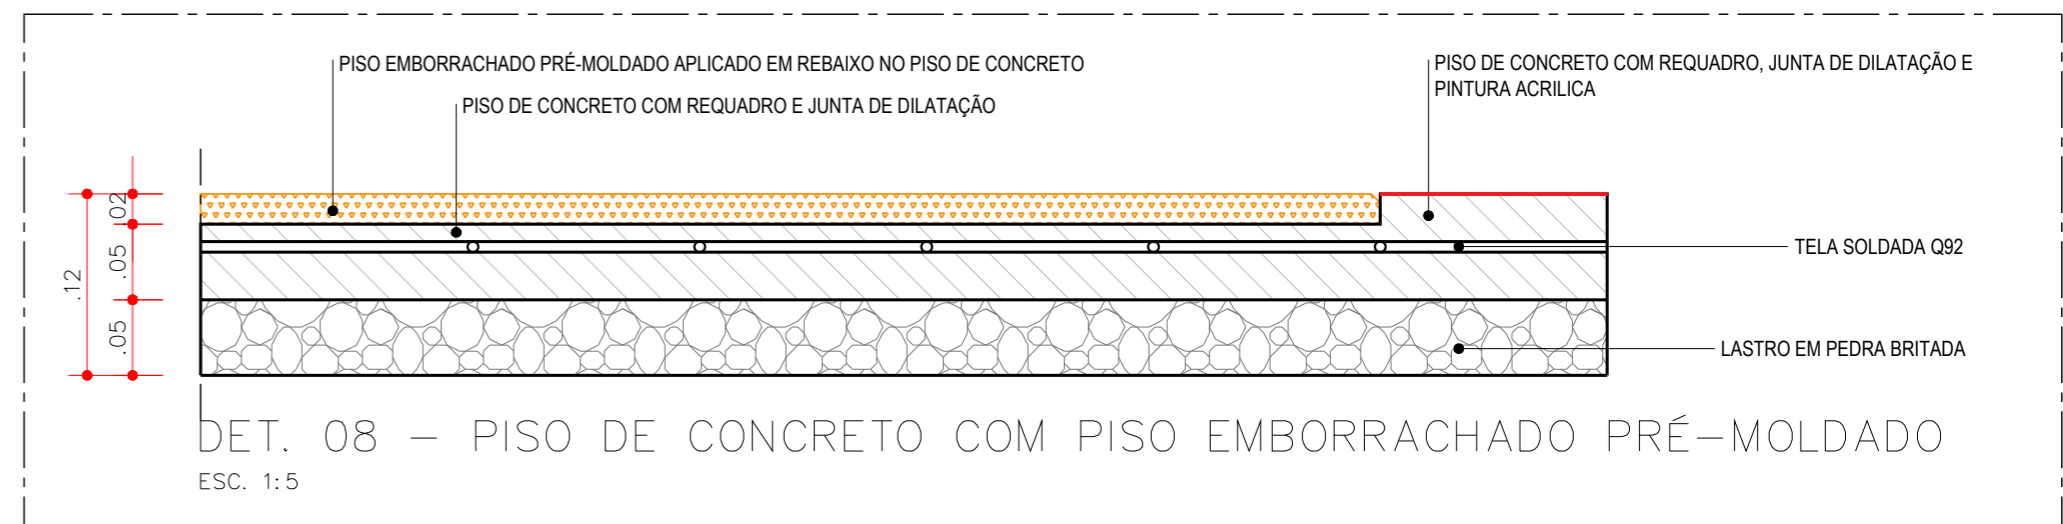 PISO EMBORRACHADO PRÉ-MOLDADO APLICADO EM REBAIXO NO PISO DE CONCRETO
PISO DE CONCRETO COM REQUADRO E JUNTA DE DILATAÇÃO
PISO DE CONCRETO COM REQUADRO, JUNTA DE DILATAÇÃO E
PINTURA ACRILICA
.02
.05
.12
.05
TELA SOLDADA Q92
LASTRO EM PEDRA BRITADA
DET. 08 - PISO DE CONCRETO COM PISO EMBORRACHADO PRÉ-MOLDADO
ESC. 1:5